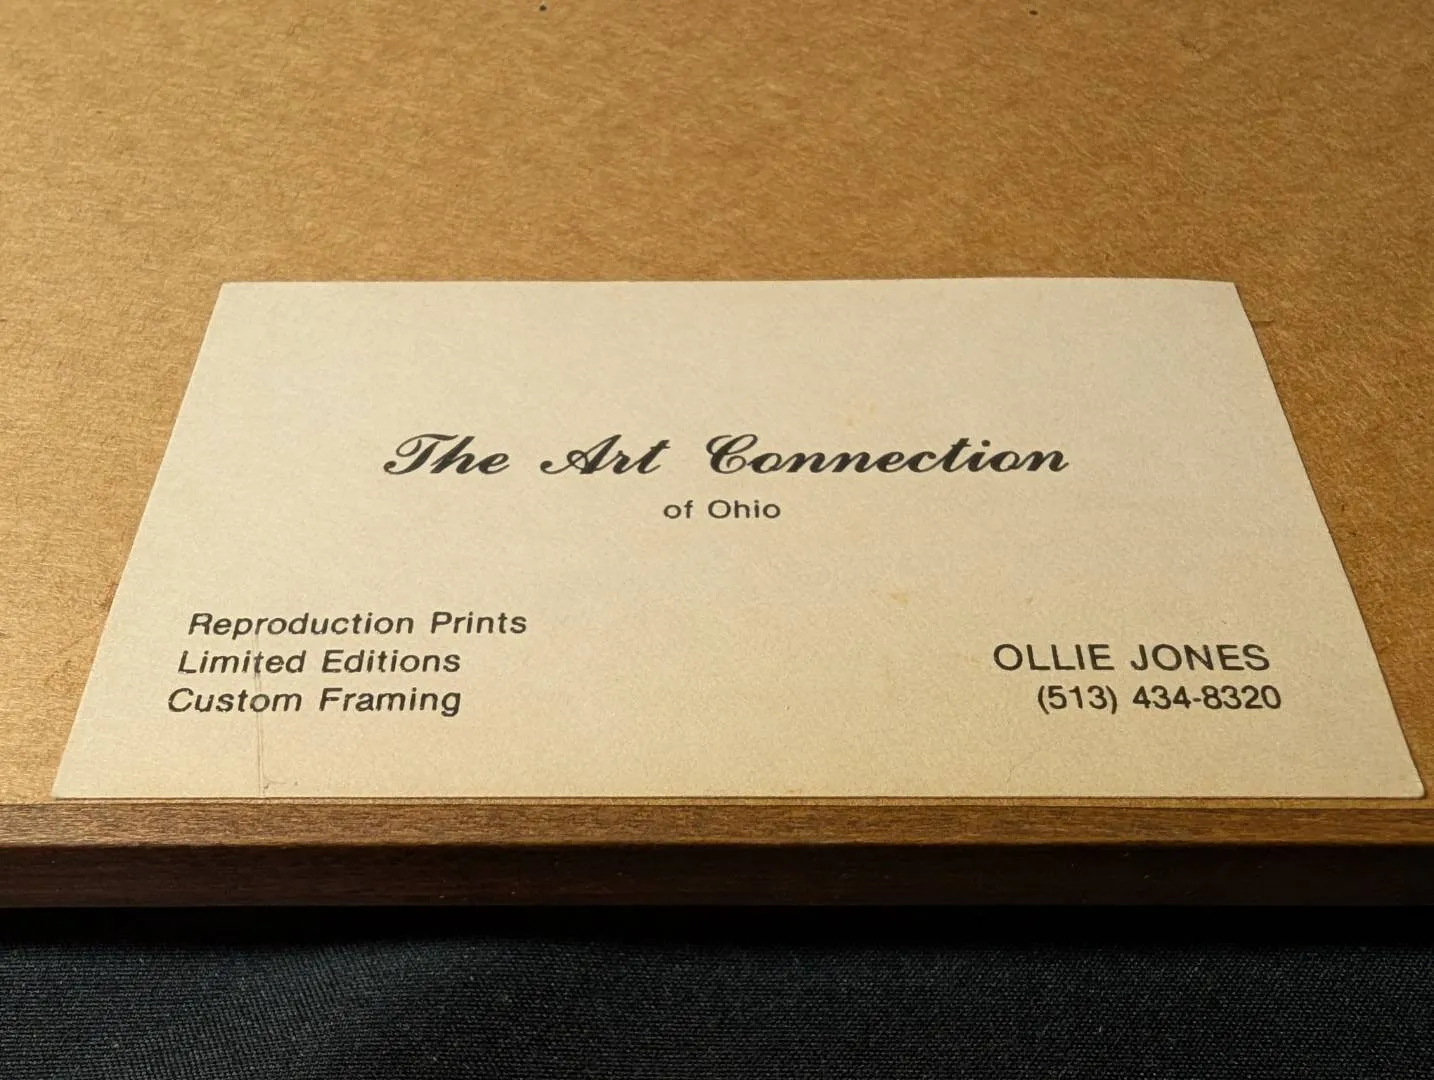 The Art Connection
of Ohio
Reproduction Prints
Limited Editions
Custom Framing
OLLIE JONES
(513) 434-8320